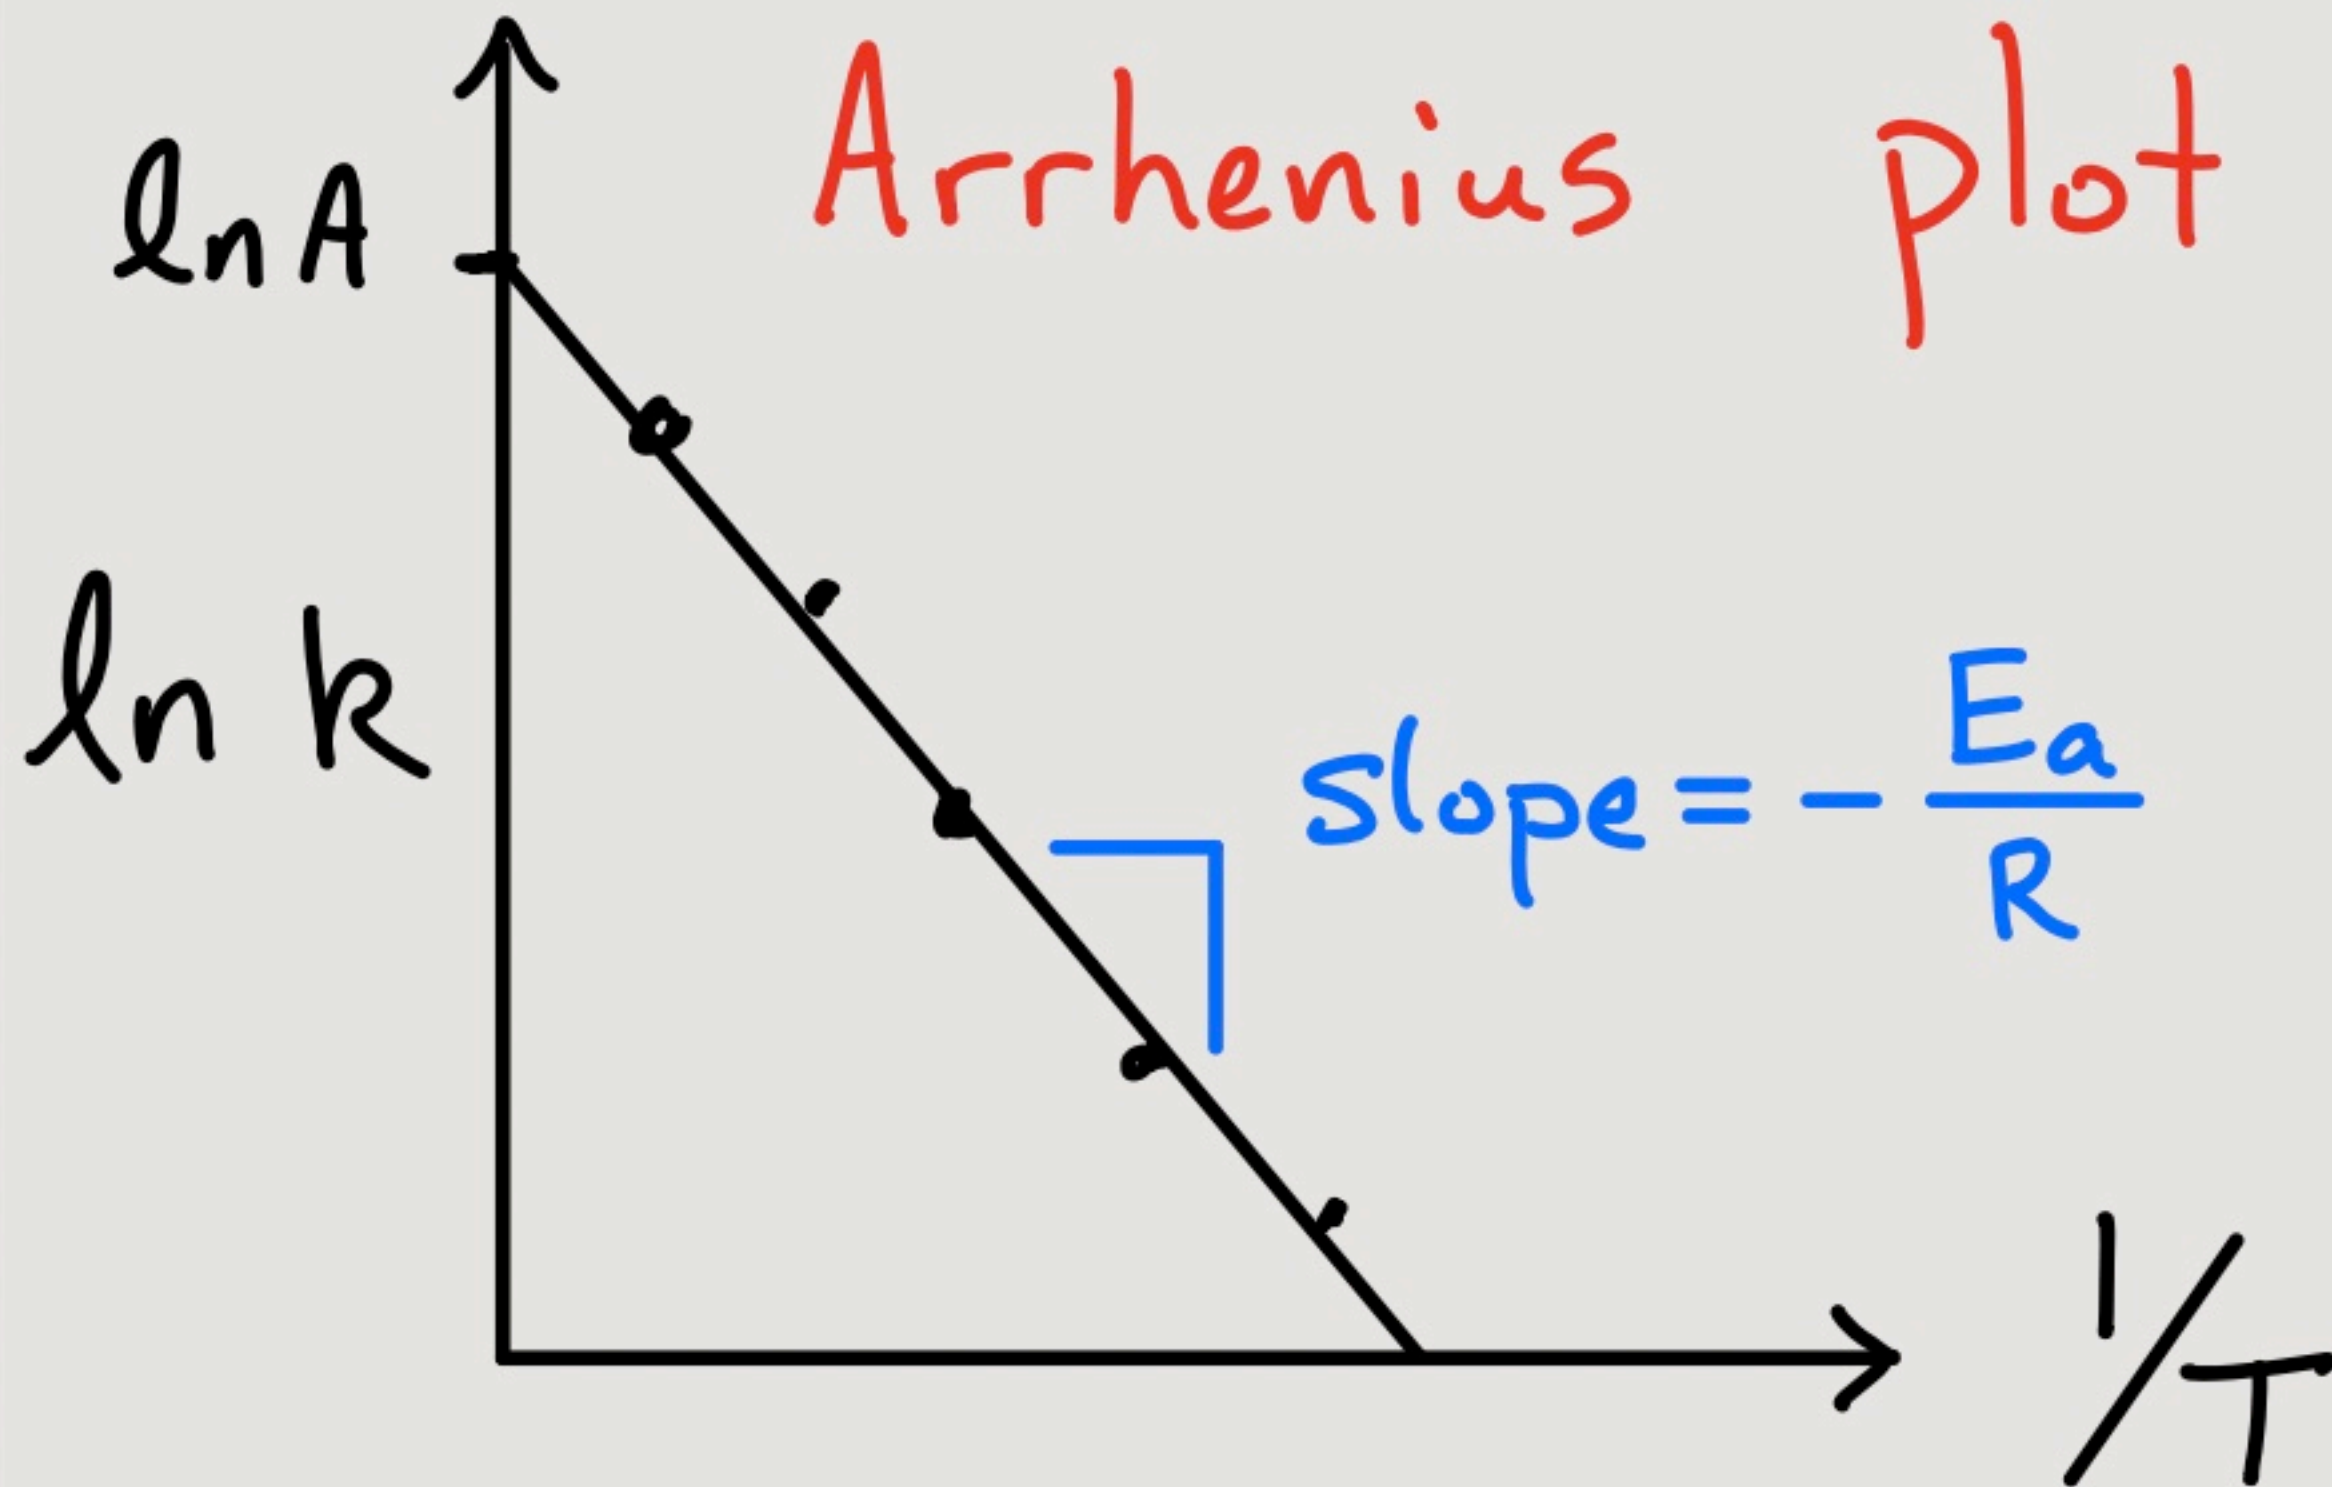 Arrhenius plot
ln A
ln k
slope = - Ea/R
1/T